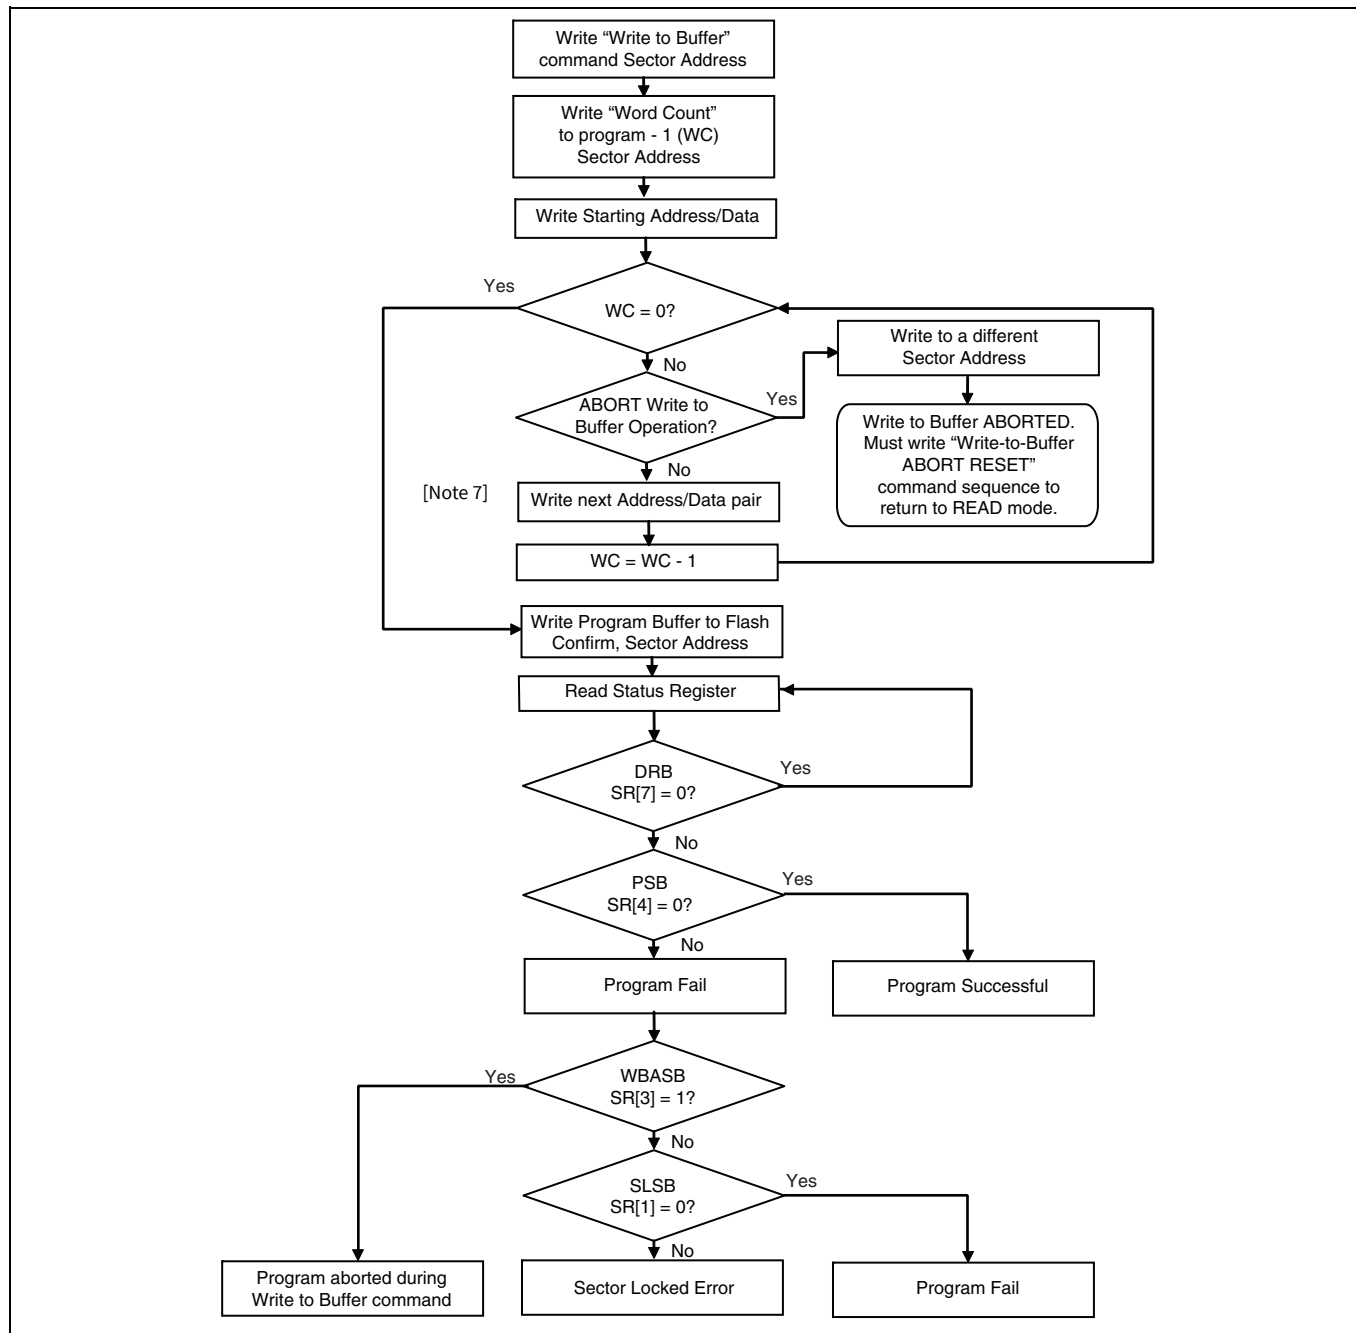 Write “Write to Buffer”
command Sector Address
Write “Word Count”
to program - 1 (WC)
Sector Address
Write Starting Address/Data
Yes
WC = 0?
Write to a different
Sector Address
No
Yes
ABORT Write to
Buffer Operation?
Write to Buffer ABORTED.
Must write “Write-to-Buffer
ABORT RESET”
command sequence to
return to READ mode.
No
[Note 7]
Write next Address/Data pair
WC = WC - 1
Write Program Buffer to Flash
Confirm, Sector Address
Read Status Register
DRB
SR[7] = 0?
Yes
No
PSB
SR[4] = 0?
Yes
No
Program Fail
Program Successful
Yes
WBASB
SR[3] = 1?
No
SLSB
SR[1] = 0?
Yes
No
Program aborted during
Write to Buffer command
Sector Locked Error
Program Fail